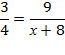 3/4 = 9/(x + 8)